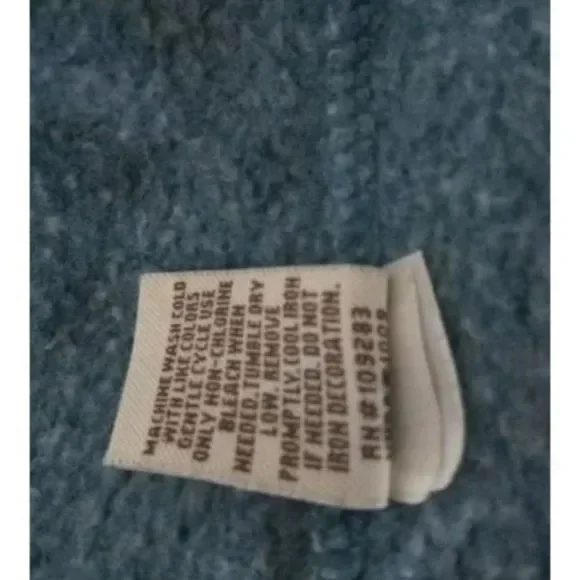 MACHINE WASH COLD
WITH LIKE COLORS
GENTLE CYCLE USE
ONLY NON-CHLORINE
BLEACH WHEN
NEEDED. TUMBLE DRY
LOW. REMOVE
PROMPTLY. COOL IRON
IF NEEDED. DO NOT
IRON DECORATION.
RN # 109283